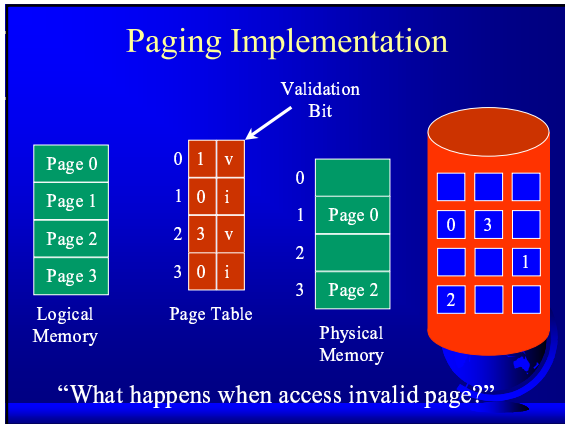 Paging Implementation
Validation
Bit
Page 0
Page 1
Page 2
Page 3
Logical
Memory
0 1 v
1 0 i
2 3 v
3 0 i
Page Table
0
1 Page 0
2
3 Page 2
Physical
Memory
0 3
1
2
“What happens when access invalid page?”